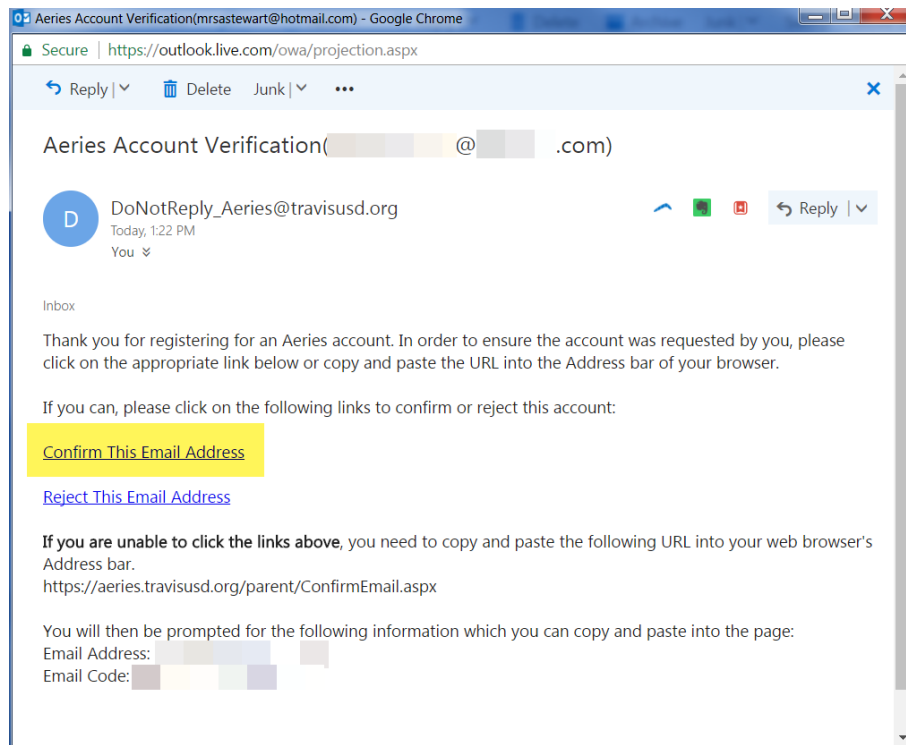 Aeries Account Verification(mrsastewart@hotmail.com) - Google Chrome
Secure | https://outlook.live.com/owa/projection.aspx
Reply | Delete Junk | •••
Aeries Account Verification( @ .com)
D
DoNotReply_Aeries@travisusd.org
Reply |
Today, 1:22 PM
You
Inbox
Thank you for registering for an Aeries account. In order to ensure the account was requested by you, please
click on the appropriate link below or copy and paste the URL into the Address bar of your browser.
If you can, please click on the following links to confirm or reject this account:
Confirm This Email Address
Reject This Email Address
If you are unable to click the links above, you need to copy and paste the following URL into your web browser's
Address bar.
https://aeries.travisusd.org/parent/ConfirmEmail.aspx
You will then be prompted for the following information which you can copy and paste into the page:
Email Address:
Email Code: